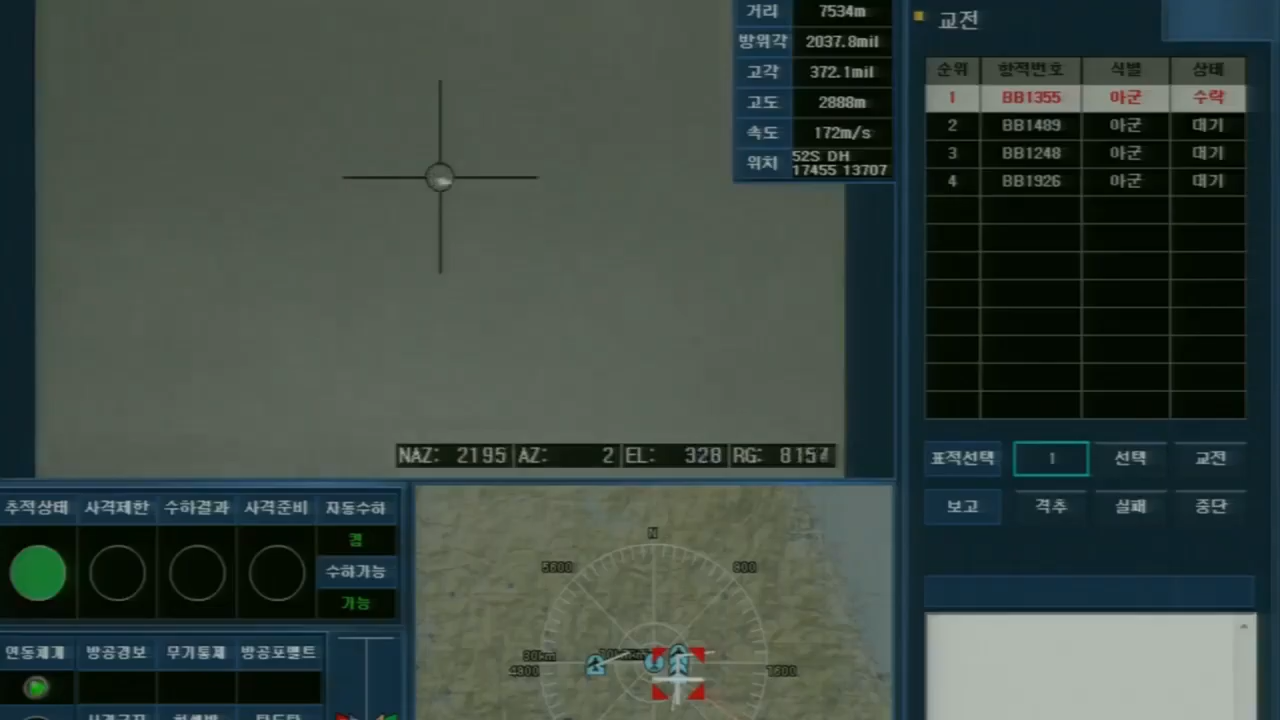 거리 7534m
방위각 2037.8mil
고각 372.1mil
고도 2888m
속도 172m/s
위치 52S DH
17455 13707
교전
순위 항적번호 식별 상태
1 BB1355 아군 수락
2 BB1489 아군 대기
3 BB1248 아군 대기
4 BB1926 아군 대기
NAZ: 2195 AZ: 2 EL: 328 RG: 8157
표적선택 1 선택 교전
보고 격추 실패 중단
추적상태 사격제한 수하결과 사격준비 자동수하
켬
수하가능
가능
연동체계 방공경보 무기통제 방공포벨트
N
5600 800
30km
4800 1600